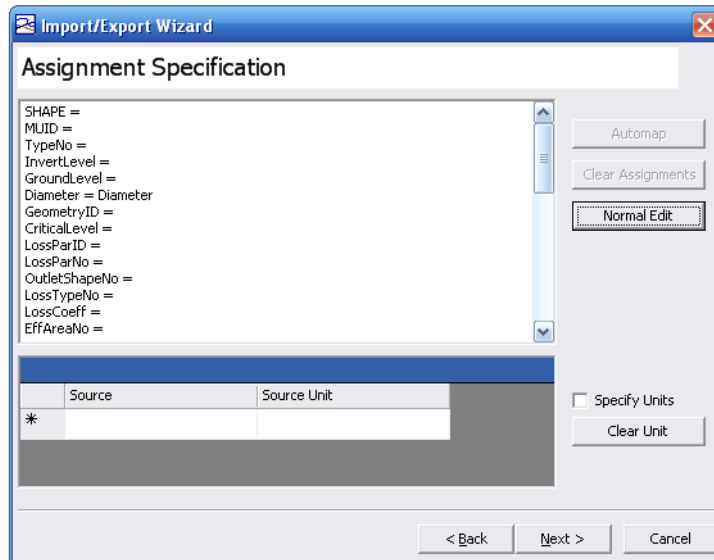 Import/Export Wizard
Assignment Specification
SHAPE =
MUID =
TypeNo =
InvertLevel =
GroundLevel =
Diameter = Diameter
GeometryID =
CriticalLevel =
LossParID =
LossParNo =
OutletShapeNo =
LossTypeNo =
LossCoeff =
EffAreaNo =
Automap
Clear Assignments
Normal Edit
Source Source Unit
*
Specify Units
Clear Unit
< Back Next > Cancel